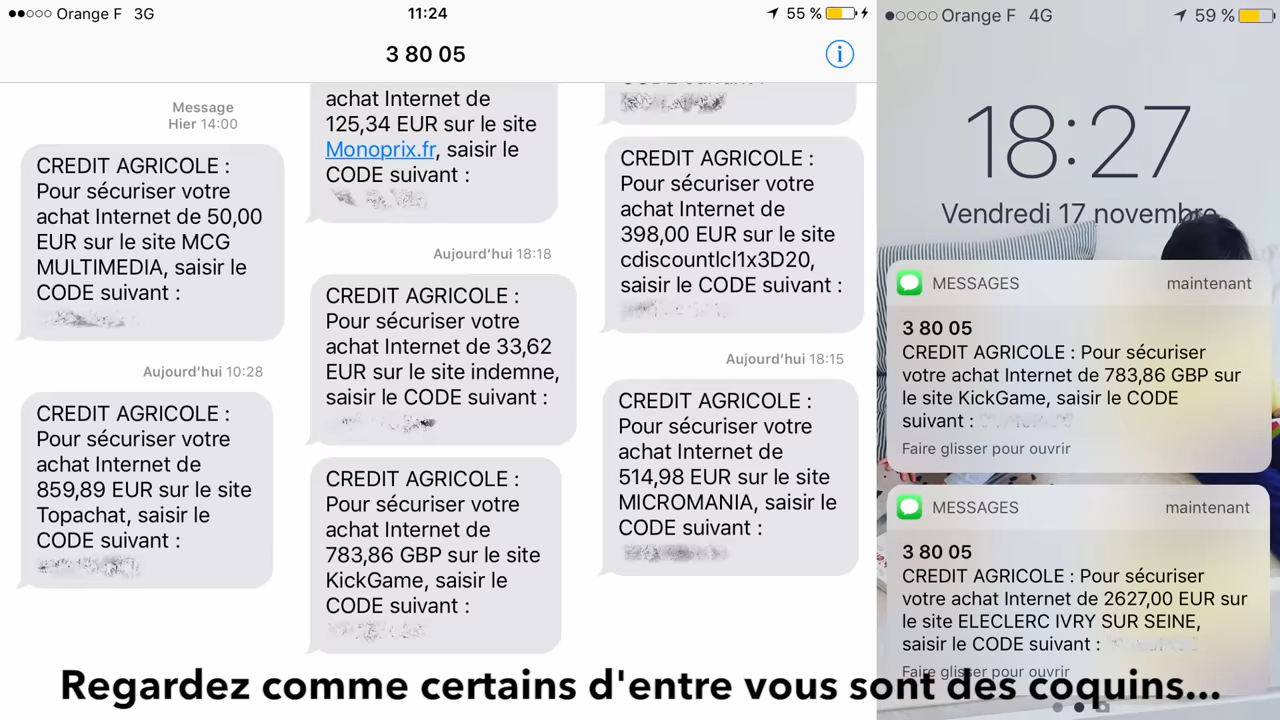 Orange F 3G
11:24
55 %
3 80 05
Message
Hier 14:00
CREDIT AGRICOLE :
Pour sécuriser votre
achat Internet de 50,00
EUR sur le site MCG
MULTIMEDIA, saisir le
CODE suivant :
Aujourd'hui 10:28
CREDIT AGRICOLE :
Pour sécuriser votre
achat Internet de
859,89 EUR sur le site
Topachat, saisir le
CODE suivant :
achat Internet de
125,34 EUR sur le site
Monoprix.fr, saisir le
CODE suivant :
Aujourd'hui 18:18
CREDIT AGRICOLE :
Pour sécuriser votre
achat Internet de 33,62
EUR sur le site indemne,
saisir le CODE suivant :
CREDIT AGRICOLE :
Pour sécuriser votre
achat Internet de
783,86 GBP sur le site
KickGame, saisir le
CODE suivant :
CREDIT AGRICOLE :
Pour sécuriser votre
achat Internet de
398,00 EUR sur le site
cdiscountlcl1x3D20,
saisir le CODE suivant :
Aujourd'hui 18:15
CREDIT AGRICOLE :
Pour sécuriser votre
achat Internet de
514,98 EUR sur le site
MICROMANIA, saisir le
CODE suivant :
Orange F 4G
59 %
18:27
Vendredi 17 novembre
MESSAGES maintenant
3 80 05
CREDIT AGRICOLE : Pour sécuriser
votre achat Internet de 783,86 GBP sur
le site KickGame, saisir le CODE
suivant :
Faire glisser pour ouvrir
MESSAGES maintenant
3 80 05
CREDIT AGRICOLE : Pour sécuriser
votre achat Internet de 2627,00 EUR sur
le site ELECLERC IVRY SUR SEINE,
saisir le CODE suivant :
Faire glisser pour ouvrir
Regardez comme certains d'entre vous sont des coquins...